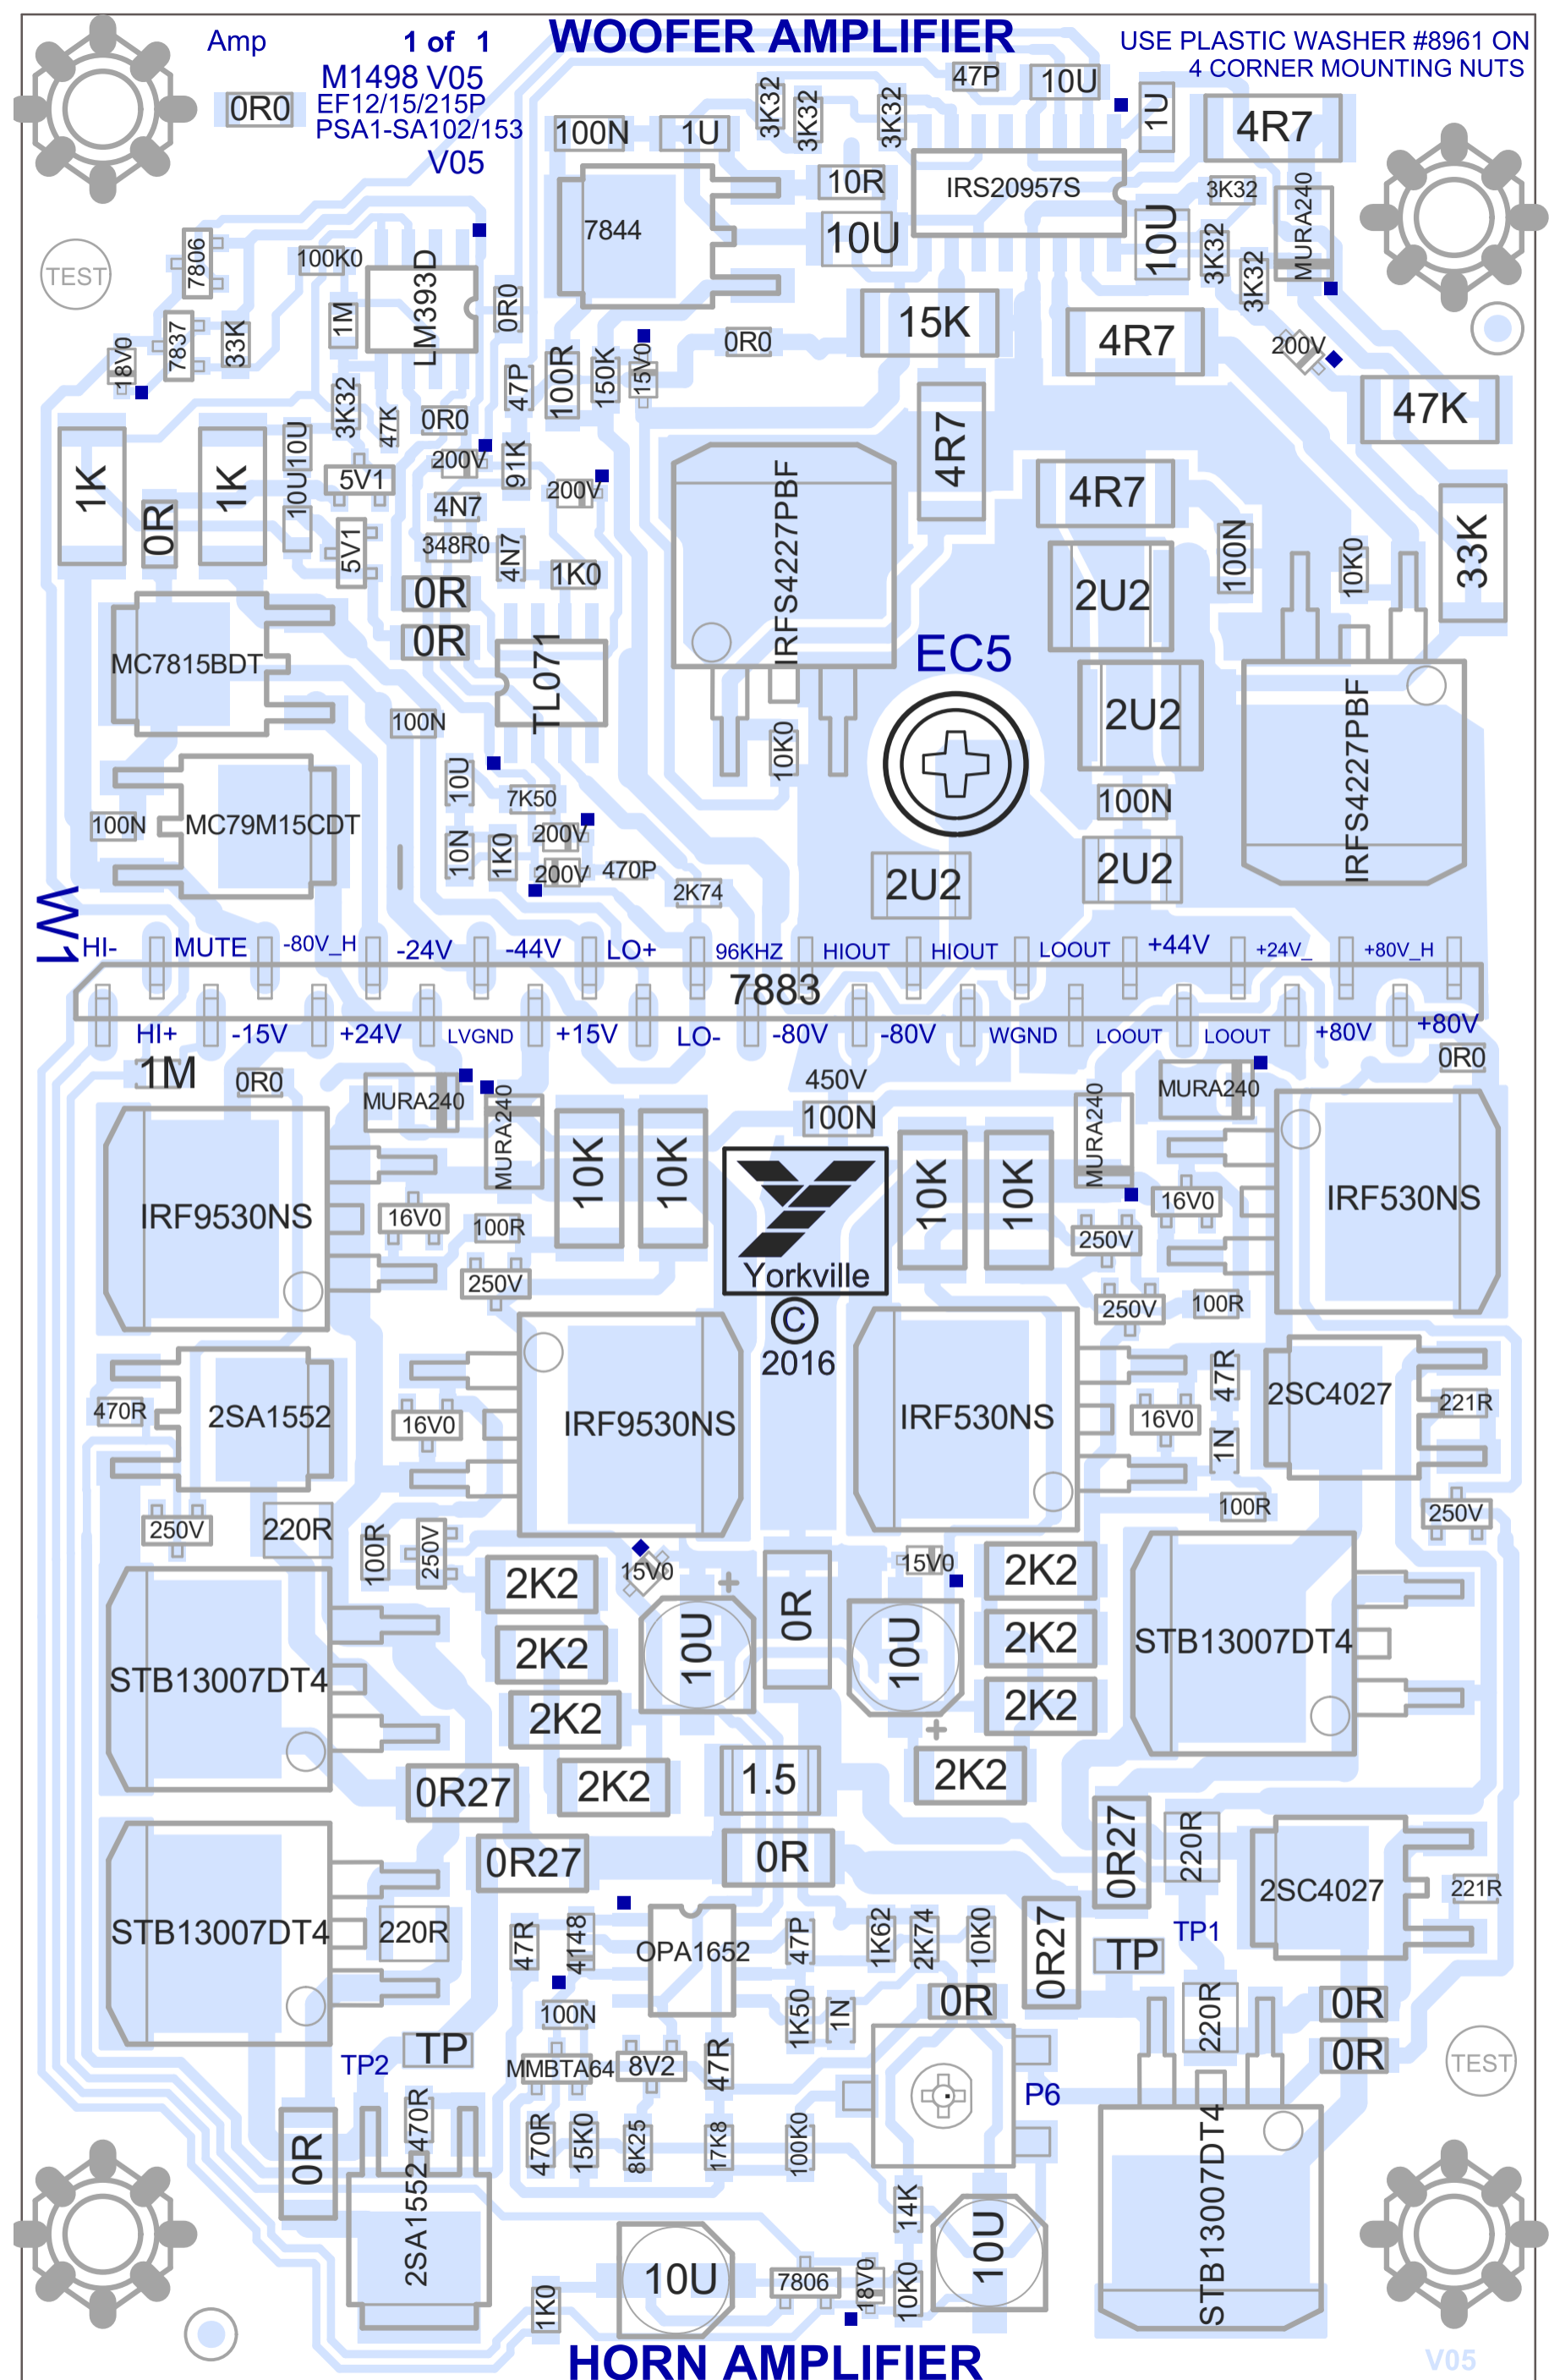 WOOFER AMPLIFIER
Amp
1 of 1
M1498 V05
EF12/15/215P
PSA1-SA102/153
V05
USE PLASTIC WASHER #8961 ON
4 CORNER MOUNTING NUTS
0R0
100N
1U
3K32
3K32
3K32
47P
10U
1U
4R7
10R
IRS20957S
3K32
MURA240
7844
10U
10U
3K32
3K32
TEST
7806
100K0
LM393D
0R0
1M
7837
33K
18V0
15K
4R7
200V
0R0
15V0
150K
100R
47P
3K32
47K
0R0
4R7
47K
1K
1K
10U
10U
5V1
200V
91K
200V
4R7
IRFS4227PBF
0R
5V1
4N7
348R0
4N7
1K0
100N
10K0
33K
2U2
0R
0R
MC7815BDT
TL071
EC5
2U2
IRFS4227PBF
100N
10K0
10U
7K50
100N
100N
MC79M15CDT
10N
1K0
200V
200V
470P
2K74
2U2
2U2
W1
HI-
MUTE
-80V_H
-24V
-44V
LO+
96KHZ
HIOUT
HIOUT
LOOUT
+44V
+24V_
+80V_H
7883
HI+
-15V
+24V
LVGND
+15V
LO-
-80V
-80V
WGND
LOOUT
LOOUT
+80V
+80V
1M
0R0
MURA240
MURA240
450V
100N
MURA240
MURA240
0R0
10K
10K
10K
10K
IRF9530NS
16V0
100R
250V
Yorkville
©
2016
250V
16V0
IRF530NS
250V
100R
470R
2SA1552
16V0
IRF9530NS
IRF530NS
16V0
47R
1N
2SC4027
221R
250V
220R
100R
250V
100R
250V
2K2
15V0
15V0
2K2
10U
+
0R
10U
+
2K2
2K2
STB13007DT4
STB13007DT4
2K2
2K2
0R27
2K2
1.5
2K2
0R27
0R
0R27
220R
2SC4027
221R
STB13007DT4
220R
47R
4148
OPA1652
47P
1K62
2K74
10K0
0R27
TP1
TP
100N
1K50
1N
0R
220R
0R
0R
TP2
TP
MMBTA64
8V2
47R
TEST
P6
0R
470R
2SA1552
470R
15K0
8K25
17K8
100K0
14K
10U
STB13007DT4
10U
7806
18V0
10K0
1K0
HORN AMPLIFIER
V05